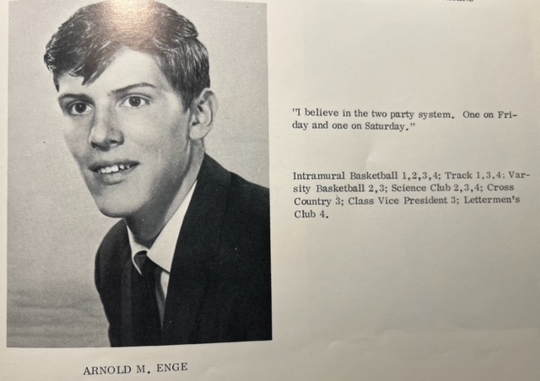 "I believe in the two party system. One on Fri-
day and one on Saturday."
Intramural Basketball 1,2,3,4; Track 1,3,4; Var-
sity Basketball 2,3; Science Club 2,3,4; Cross
Country 3; Class Vice President 3; Lettermen's
Club 4.
ARNOLD M. ENGE